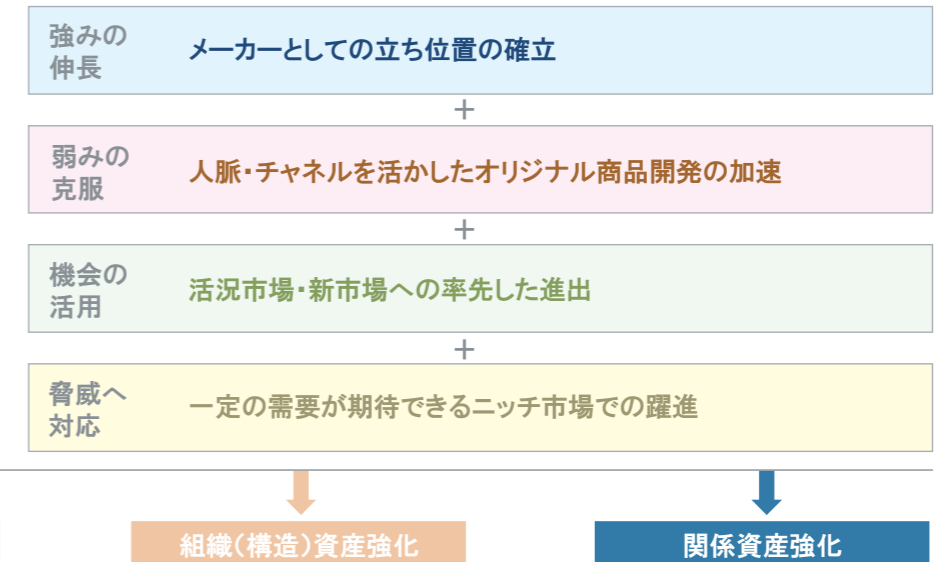 強みの
伸長
メーカーとしての立ち位置の確立
+
弱みの
克服
人脈・チャネルを活かしたオリジナル商品開発の加速
+
機会の
活用
活況市場・新市場への率先した進出
+
脅威へ
対応
一定の需要が期待できるニッチ市場での躍進
組織(構造)資産強化
関係資産強化